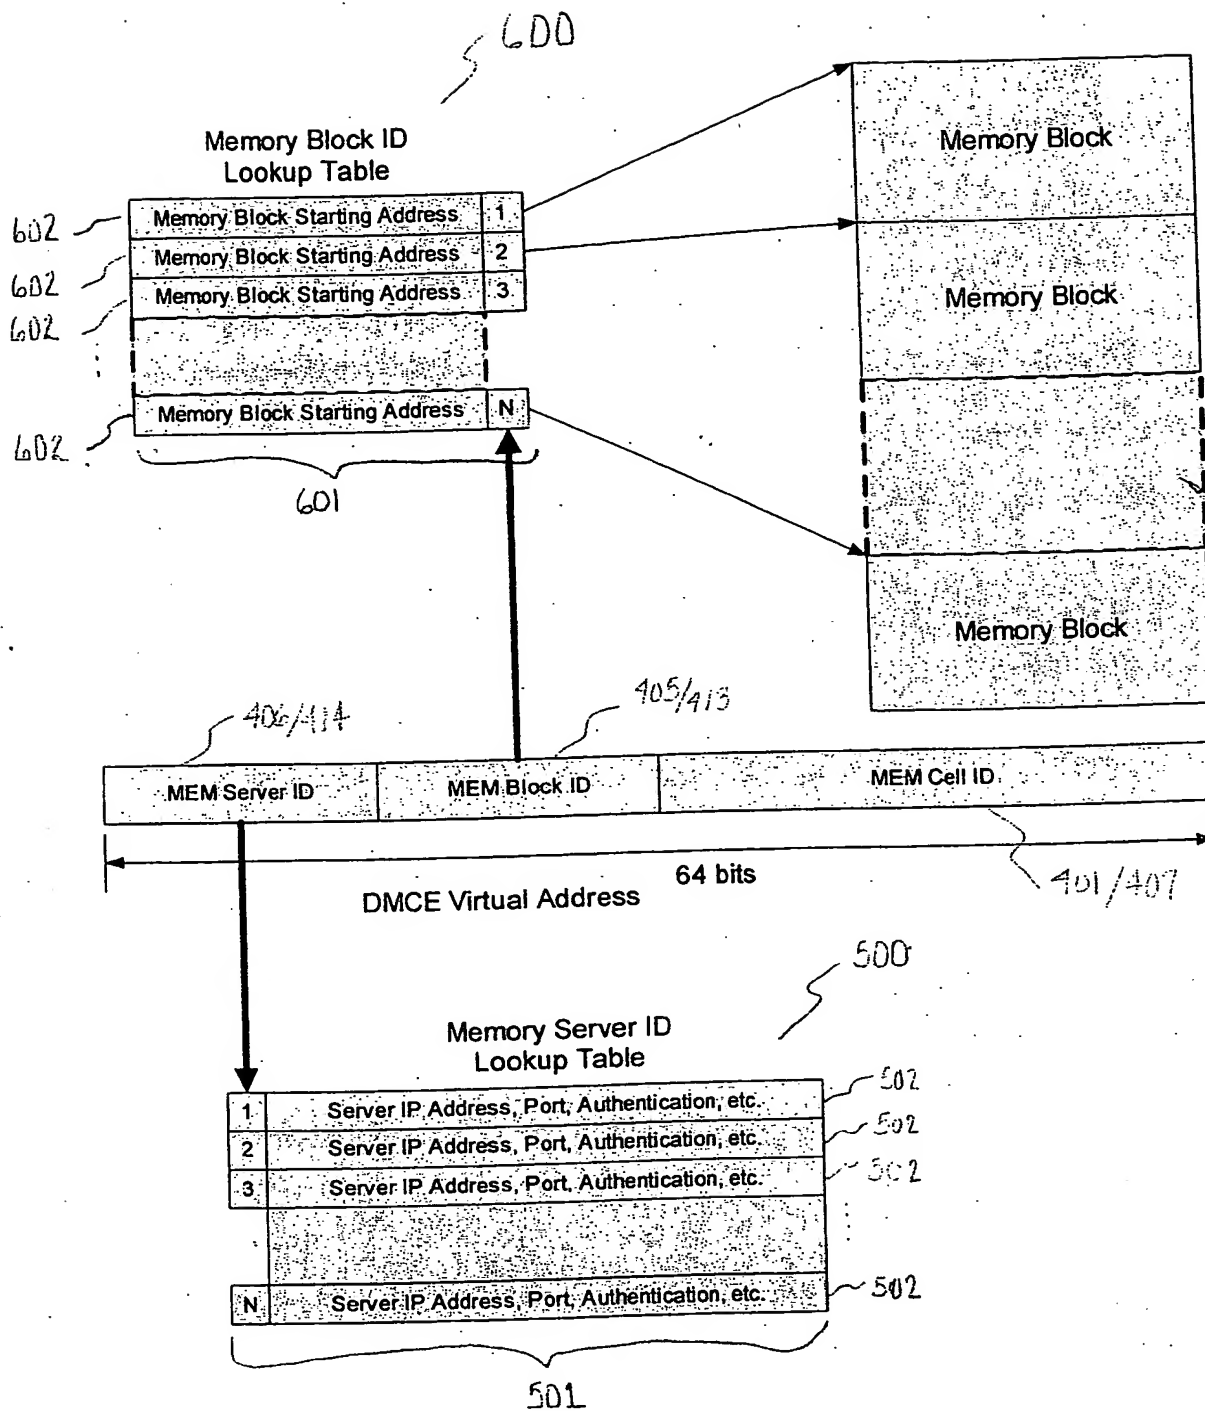 600
Memory Block ID
Lookup Table
602 Memory Block Starting Address 1
602 Memory Block Starting Address 2
602 Memory Block Starting Address 3
602 Memory Block Starting Address N
601
Memory Block
Memory Block
Memory Block
406/414
405/413
MEM Server ID MEM Block ID MEM Cell ID
64 bits
DMCE Virtual Address
401/407
500
Memory Server ID
Lookup Table
1 Server IP Address, Port, Authentication, etc. 502
2 Server IP Address, Port, Authentication, etc. 502
3 Server IP Address, Port, Authentication, etc. 502
N Server IP Address, Port, Authentication, etc. 502
501